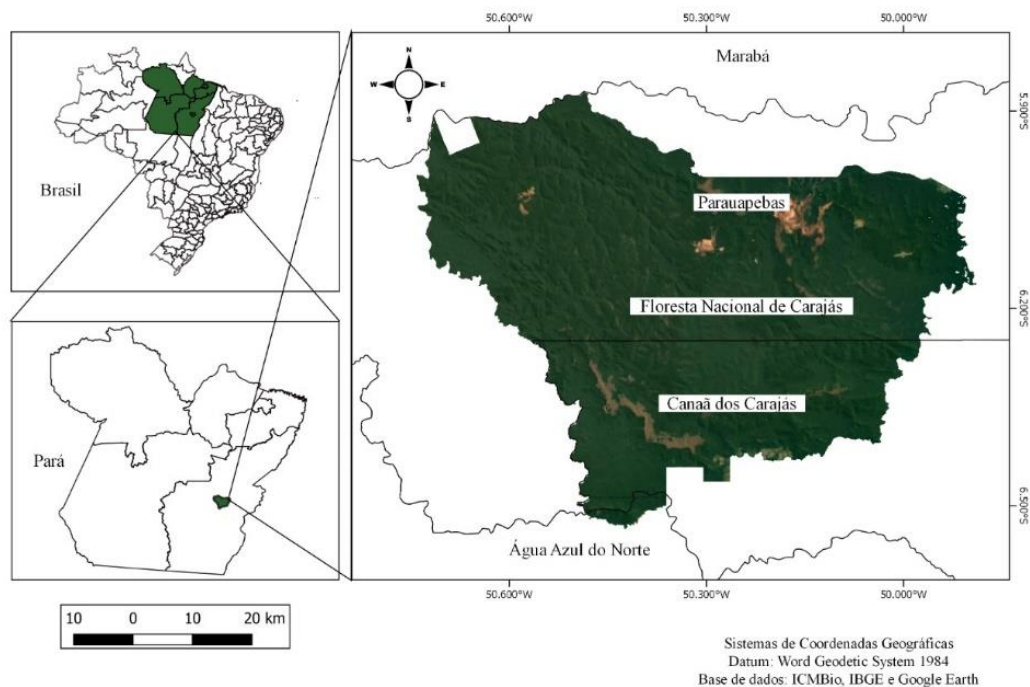 50.600°W
50.300°W
50.000°W
Marabá
N
W
E
S
5.900°S
Brasil
Parauapebas
Floresta Nacional de Carajás
6.200°S
Canaã dos Carajás
Pará
6.500°S
Água Azul do Norte
50.600°W
50.300°W
50.000°W
10 0 10 20 km
Sistemas de Coordenadas Geográficas
Datum: Word Geodetic System 1984
Base de dados: ICMBio, IBGE e Google Earth